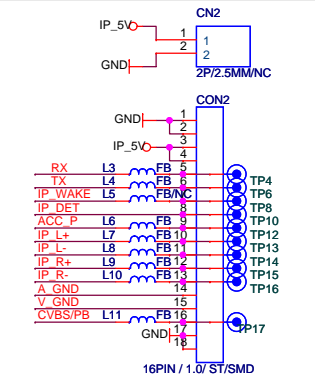 CN2
IP_5V
1
1
2
2
GND
2P/2.5MM/NC
CON2
GND
1
2
IP_5V
3
4
5
RX L3 FB TP4
TX L4 FB 6 TP6
IP_WAKE L5 FB/NC TP8
IP_DET 8 TP10
ACC_P L6 FB 9 TP12
IP_L+ L7 FB 10 TP13
IP_L- L8 FB 11 TP14
IP_R+ L9 FB 12 TP15
IP_R- L10 FB 13 TP16
A_GND 14
V_GND 15
CVBS/PB L11 FB 16 TP17
GND 17
18
16PIN / 1.0/ ST/SMD